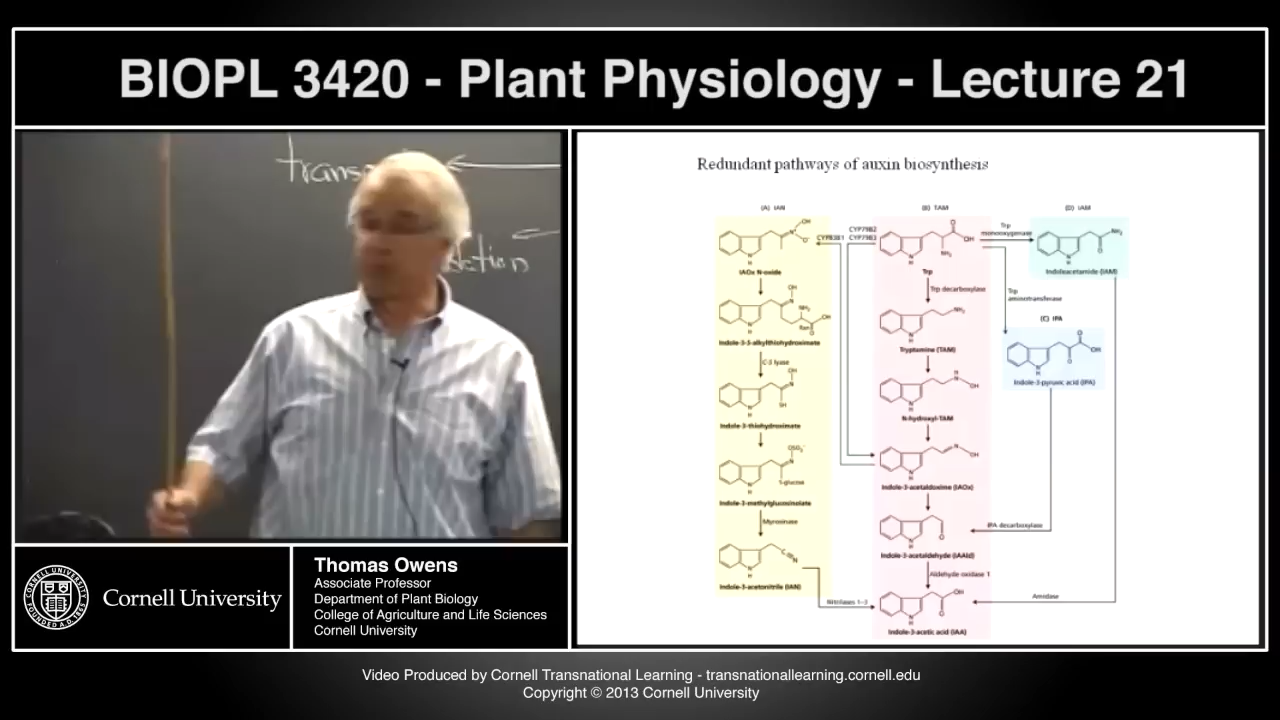 BIOPL 3420 - Plant Physiology - Lecture 21
trans
ation
Redundant pathways of auxin biosynthesis
(A) IAN
(B) TAM
(D) IAM
CYP83B1
CYP79B2
CYP79B3
Trp
monooxygenase
IAOx N-oxide
Trp
Indoleacetamide (IAM)
Trp decarboxylase
Trp
aminotransferase
(C) IPA
Indole-3-S-alkylthiohydroximate
Tryptamine (TAM)
Indole-3-pyruvic acid (IPA)
C-S lyase
N-hydroxyl-TAM
Indole-3-thiohydroximate
Indole-3-acetaldoxime (IAOx)
Indole-3-methylglucosinolate
Myrosinase
IPA decarboxylase
Indole-3-acetaldehyde (IAAld)
Aldehyde oxidase 1
Indole-3-acetonitrile (IAN)
Nitrilases 1–3
Amidase
Indole-3-acetic acid (IAA)
CORNELL UNIVERSITY
Cornell University
Thomas Owens
Associate Professor
Department of Plant Biology
College of Agriculture and Life Sciences
Cornell University
Video Produced by Cornell Transnational Learning - transnationallearning.cornell.edu
Copyright © 2013 Cornell University